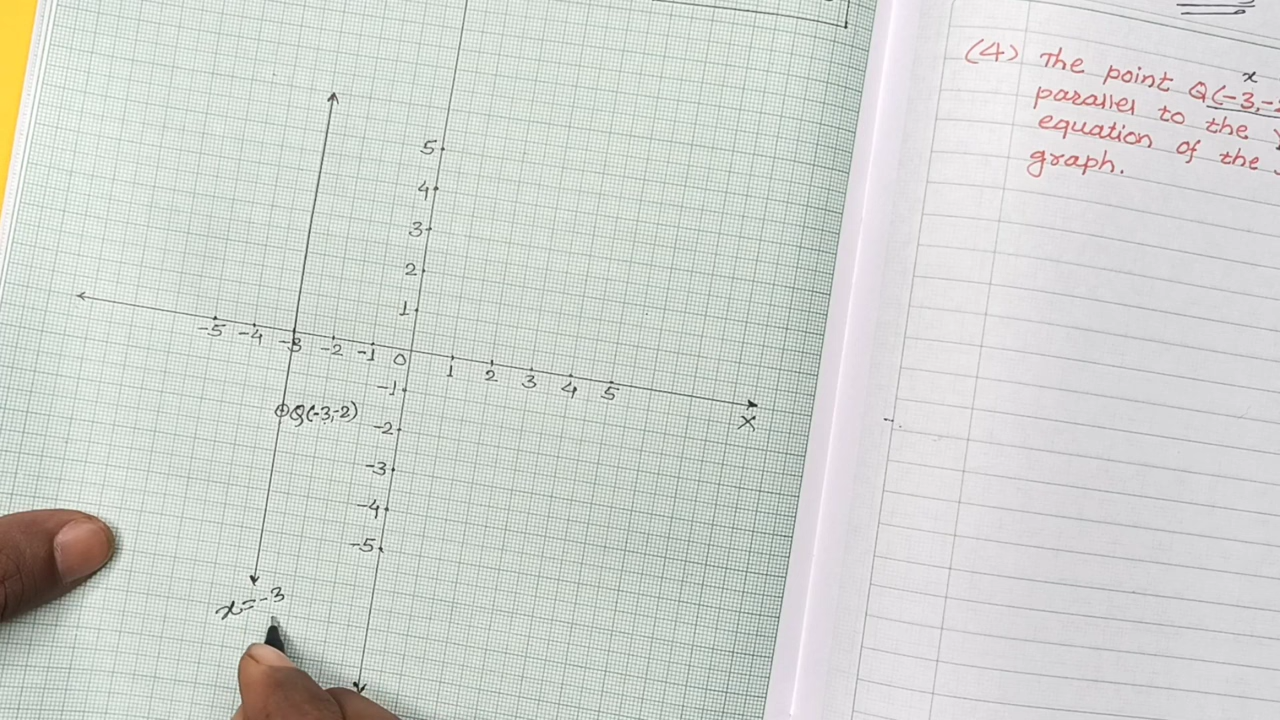 5
4
3
2
1
-5 -4 -3 -2 -1 0 1 2 3 4 5
X
-1
Q(-3,-2)
-2
-3
-4
-5
x=-3
x
(4) The point Q(-3,-
parallel to the
equation of the
graph.